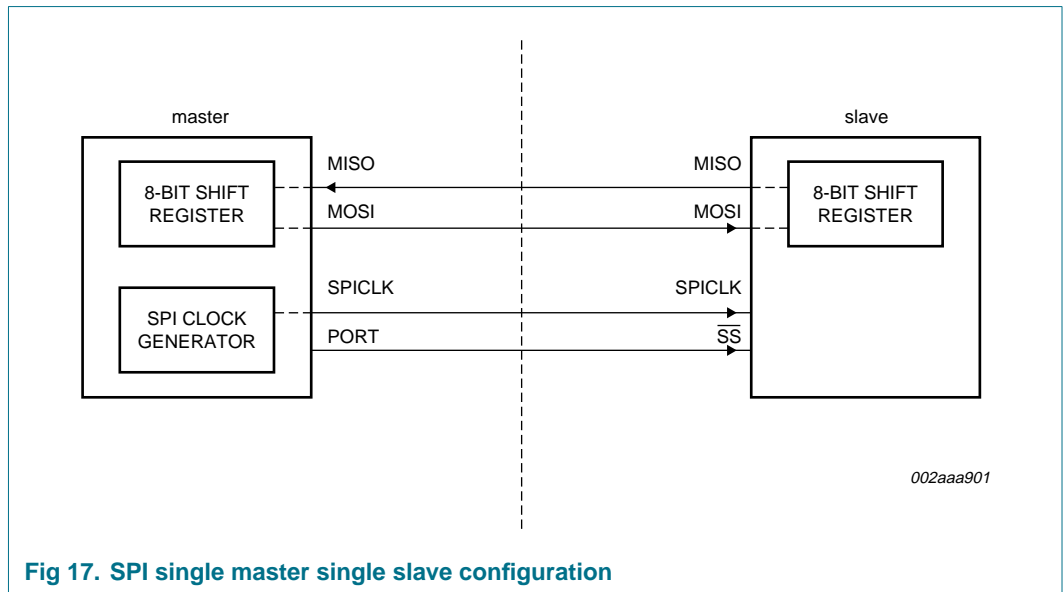 master
slave
8-BIT SHIFT
REGISTER
MISO
MISO
MOSI
MOSI
8-BIT SHIFT
REGISTER
SPI CLOCK
GENERATOR
SPICLK
SPICLK
PORT
S̅S̅
002aaa901
Fig 17. SPI single master single slave configuration